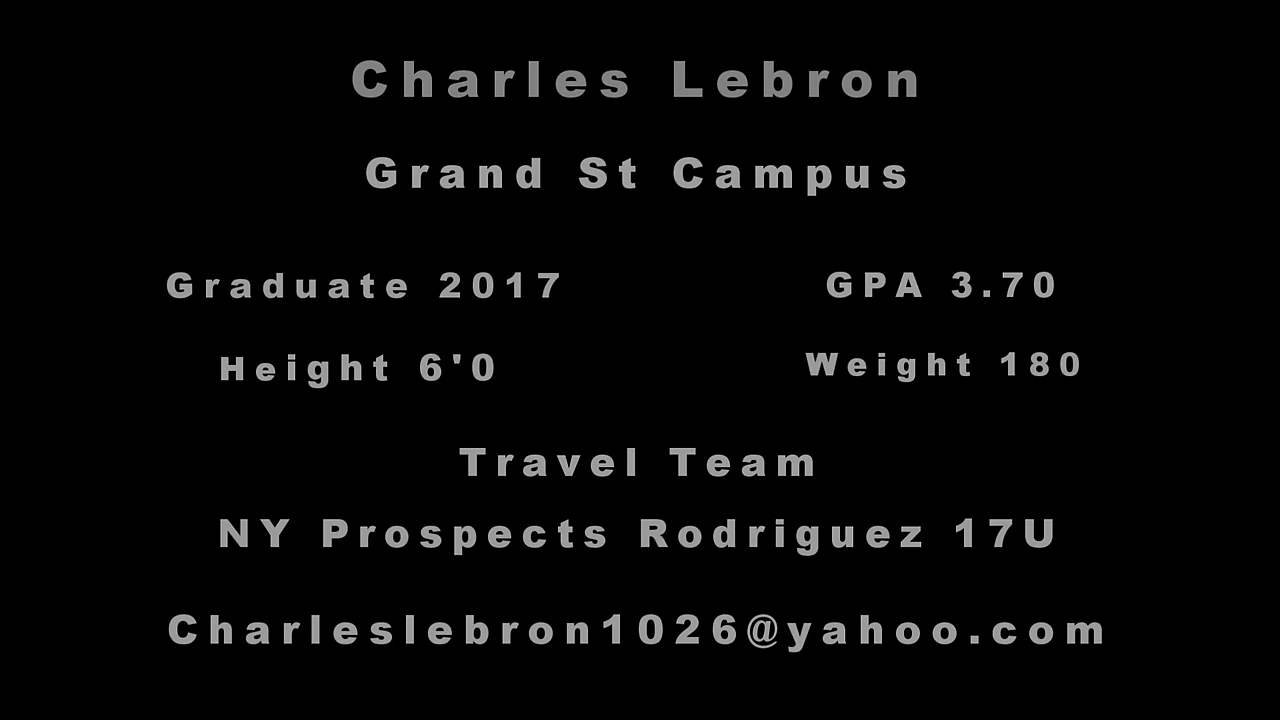 Charles Lebron
Grand St Campus
Graduate 2017 GPA 3.70
Height 6'0 Weight 180
Travel Team
NY Prospects Rodriguez 17U
Charleslebron1026@yahoo.com